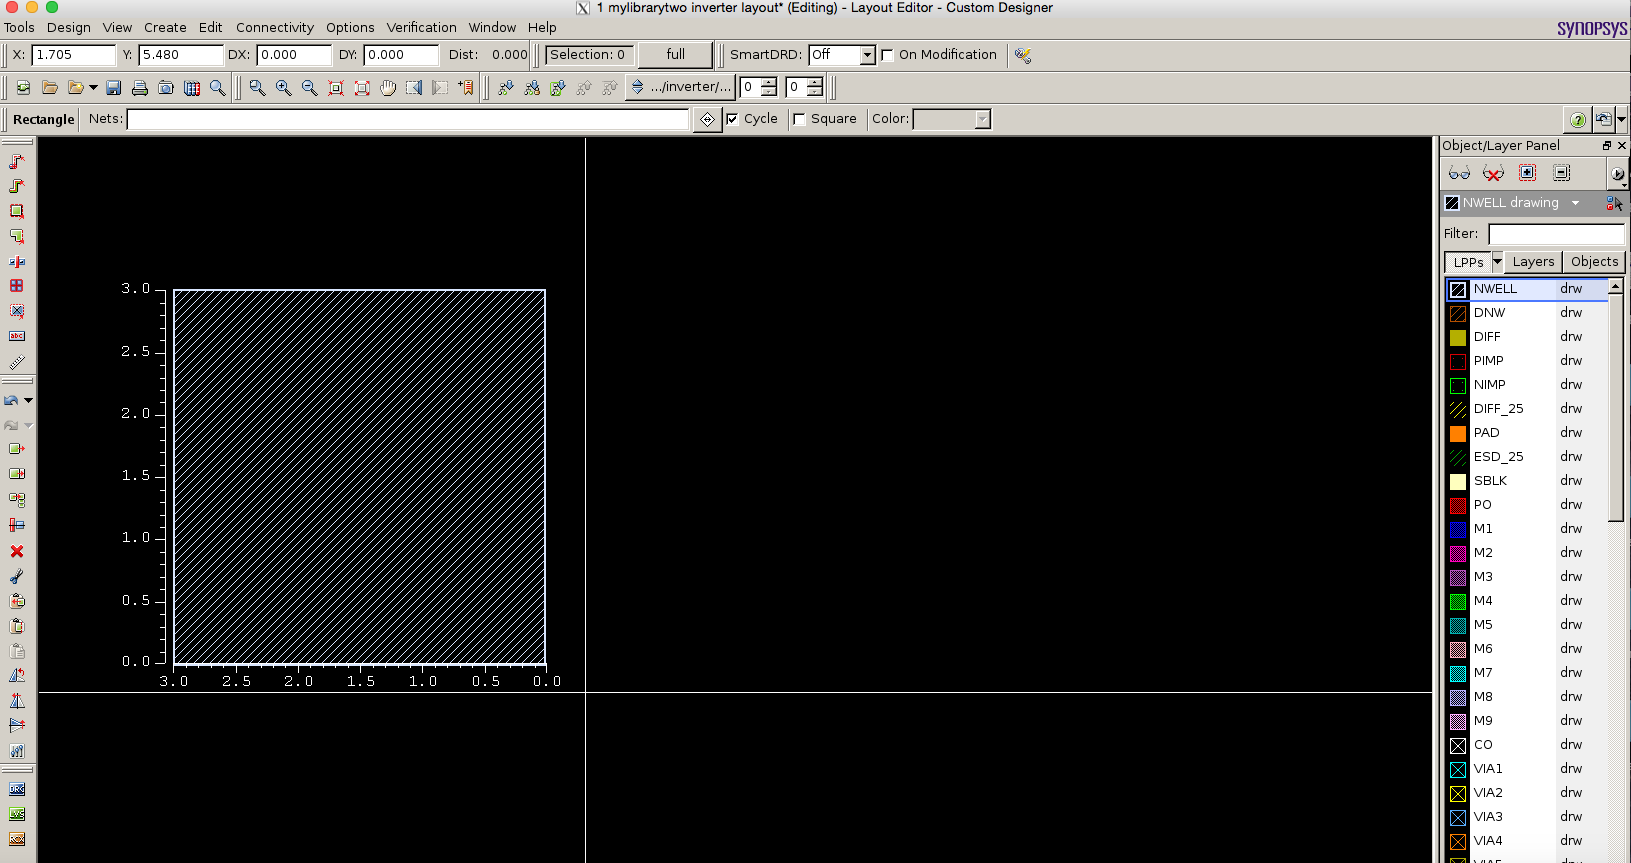 1 mylibrarytwo inverter layout* (Editing) - Layout Editor - Custom Designer
Tools Design View Create Edit Connectivity Options Verification Window Help
SYNOPSYS
X: 1.705 Y: 5.480 DX: 0.000 DY: 0.000 Dist: 0.000 Selection: 0 full SmartDRD: Off On Modification
.../inverter/... 0 0
Rectangle Nets: Cycle Square Color:
Object/Layer Panel
NWELL drawing
Filter:
LPPs Layers Objects
NWELL drw
DNW drw
DIFF drw
PIMP drw
NIMP drw
DIFF_25 drw
PAD drw
ESD_25 drw
SBLK drw
PO drw
M1 drw
M2 drw
M3 drw
M4 drw
M5 drw
M6 drw
M7 drw
M8 drw
M9 drw
CO drw
VIA1 drw
VIA2 drw
VIA3 drw
VIA4 drw
3.0
2.5
2.0
1.5
1.0
0.5
0.0
3.0 2.5 2.0 1.5 1.0 0.5 0.0
abc
DRC